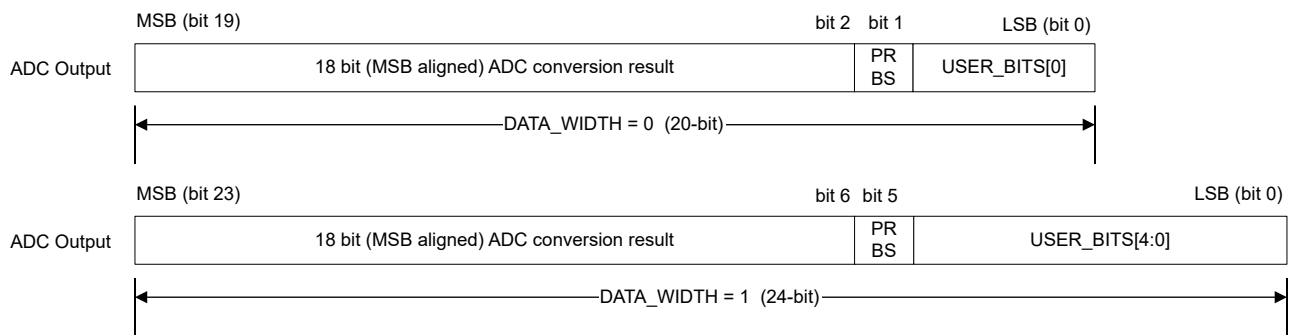 MSB (bit 19) bit 2 bit 1 LSB (bit 0)
ADC Output 18 bit (MSB aligned) ADC conversion result PR BS USER_BITS[0]
DATA_WIDTH = 0 (20-bit)
MSB (bit 23) bit 6 bit 5 LSB (bit 0)
ADC Output 18 bit (MSB aligned) ADC conversion result PR BS USER_BITS[4:0]
DATA_WIDTH = 1 (24-bit)